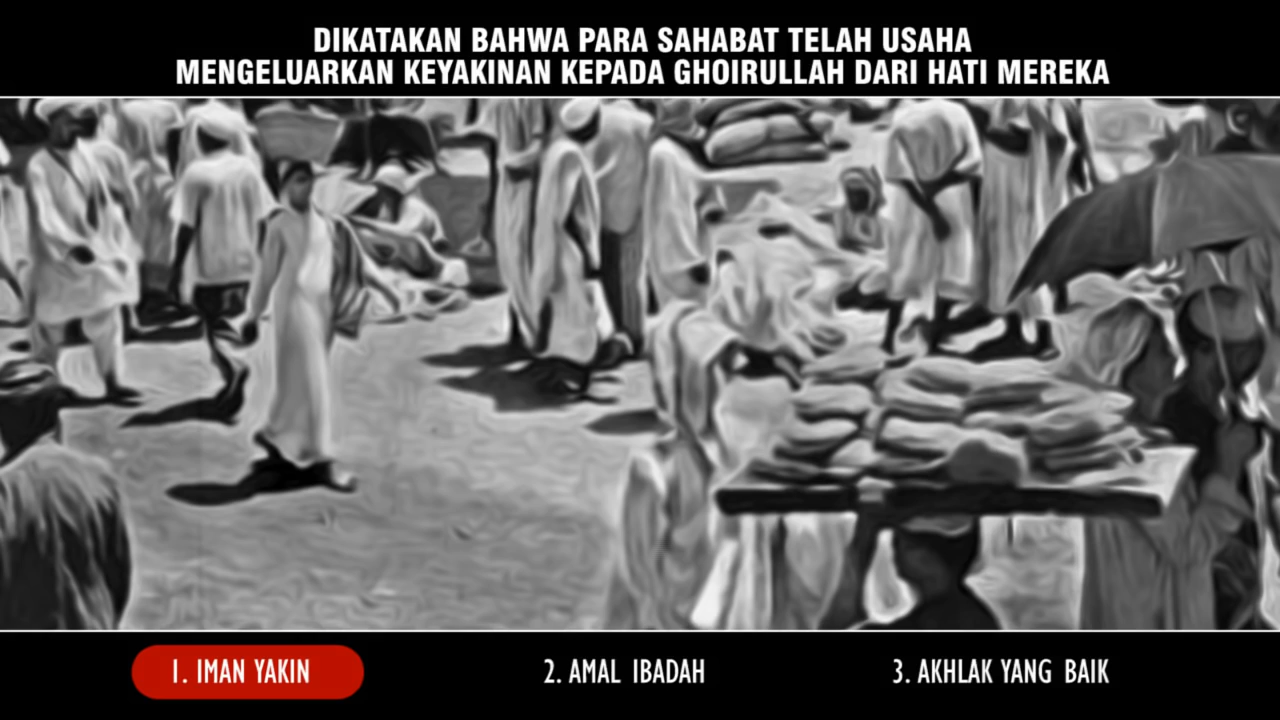 DIKATAKAN BAHWA PARA SAHABAT TELAH USAHA
MENGELUARKAN KEYAKINAN KEPADA GHOIRULLAH DARI HATI MEREKA
1. IMAN YAKIN
2. AMAL IBADAH
3. AKHLAK YANG BAIK